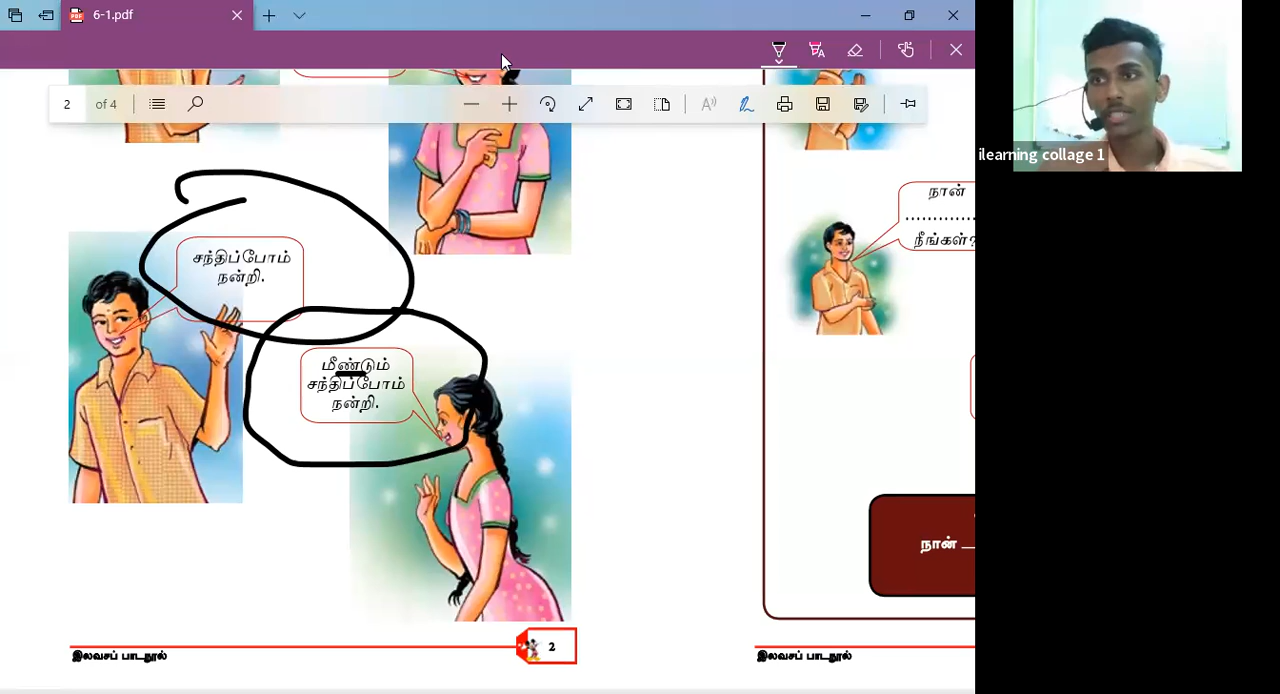 6-1.pdf
2 of 4
ilearning collage 1
சந்திப்போம்
நன்றி.
மீண்டும்
சந்திப்போம்
நன்றி.
நான்
..............
நீங்கள்?
நான் __
இலவசப் பாடநூல்
2
இலவசப் பாடநூல்